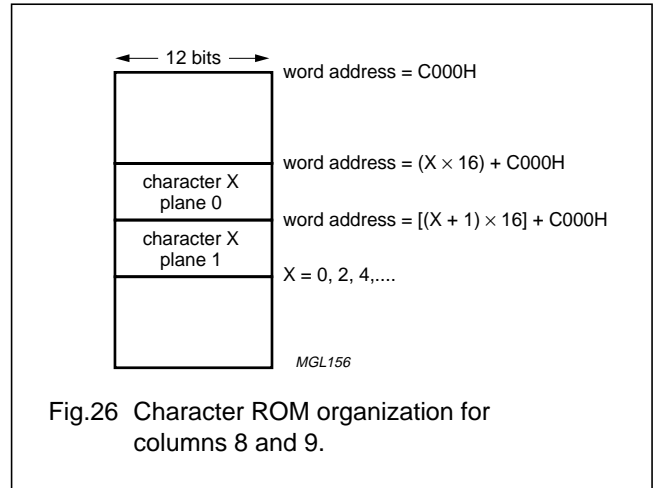 12 bits
word address = C000H
word address = (X × 16) + C000H
character X
plane 0
word address = [(X + 1) × 16] + C000H
character X
plane 1
X = 0, 2, 4,....
MGL156
Fig.26 Character ROM organization for
columns 8 and 9.